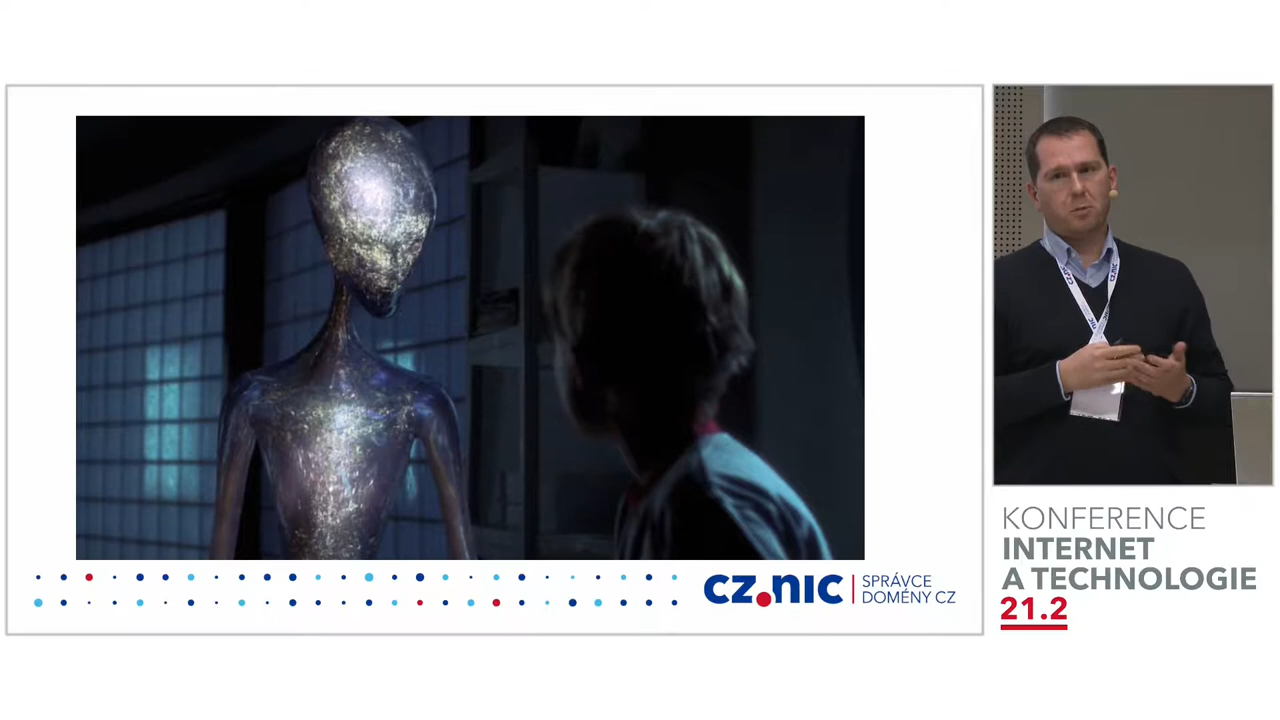 CZ.NIC
SPRÁVCE
DOMÉNY CZ
KONFERENCE
INTERNET
A TECHNOLOGIE
21.2